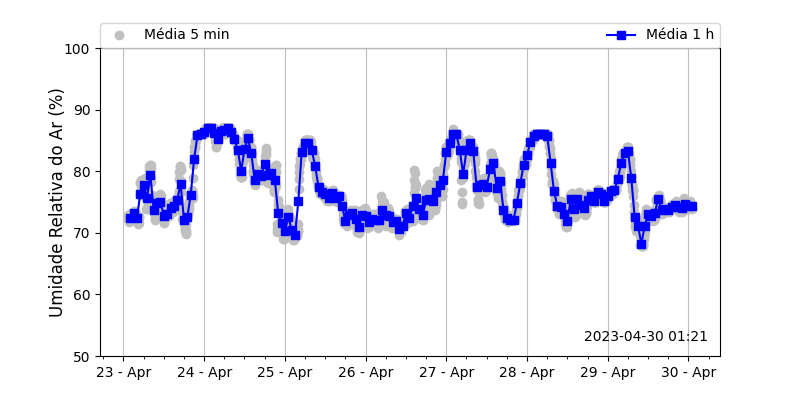 Média 5 min
Média 1 h
Umidade Relativa do Ar (%)
100
90
80
70
60
50
2023-04-30 01:21
23 - Apr
24 - Apr
25 - Apr
26 - Apr
27 - Apr
28 - Apr
29 - Apr
30 - Apr